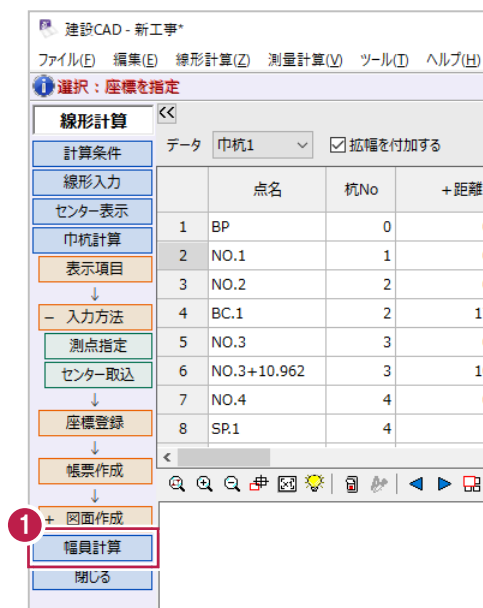 建設CAD - 新工事*
ファイル(F) 編集(E) 線形計算(Z) 測量計算(V) ツール(T) ヘルプ(H)
選択：座標を指定
線形計算
<<
計算条件
線形入力
センター表示
巾杭計算
表示項目
↓
− 入力方法
測点指定
センター取込
↓
座標登録
↓
帳票作成
↓
+ 図面作成
1
幅員計算
閉じる
データ 巾杭1 拡幅を付加する
点名 杭No +距離
1 BP 0
2 NO.1 1
3 NO.2 2
4 BC.1 2 1
5 NO.3 3
6 NO.3+10.962 3 1
7 NO.4 4
8 SP.1 4